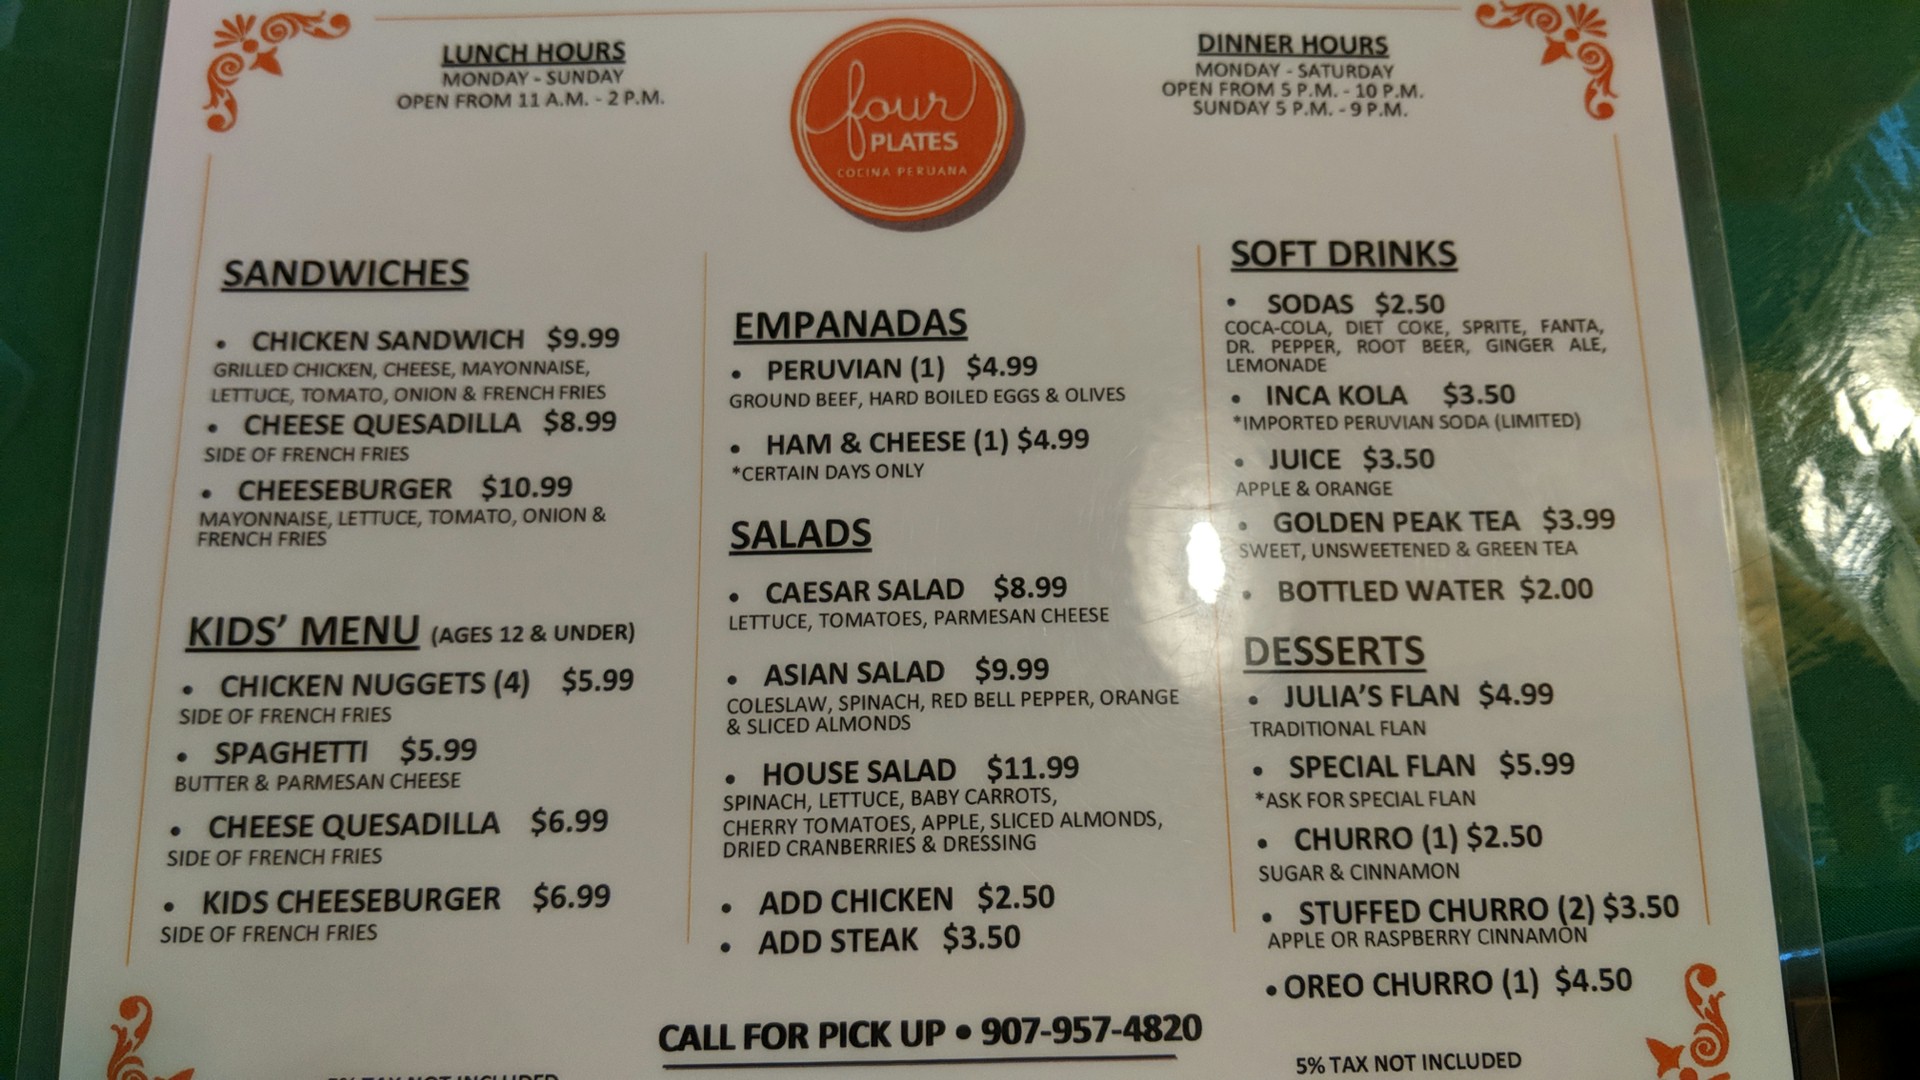 LUNCH HOURS
MONDAY - SUNDAY
OPEN FROM 11 A.M. - 2 P.M.
four
PLATES
COCINA PERUANA
DINNER HOURS
MONDAY - SATURDAY
OPEN FROM 5 P.M. - 10 P.M.
SUNDAY 5 P.M. - 9 P.M.
SANDWICHES
• CHICKEN SANDWICH $9.99
GRILLED CHICKEN, CHEESE, MAYONNAISE,
LETTUCE, TOMATO, ONION & FRENCH FRIES
• CHEESE QUESADILLA $8.99
SIDE OF FRENCH FRIES
• CHEESEBURGER $10.99
MAYONNAISE, LETTUCE, TOMATO, ONION &
FRENCH FRIES
KIDS' MENU (AGES 12 & UNDER)
• CHICKEN NUGGETS (4) $5.99
SIDE OF FRENCH FRIES
• SPAGHETTI $5.99
BUTTER & PARMESAN CHEESE
• CHEESE QUESADILLA $6.99
SIDE OF FRENCH FRIES
• KIDS CHEESEBURGER $6.99
SIDE OF FRENCH FRIES
EMPANADAS
• PERUVIAN (1) $4.99
GROUND BEEF, HARD BOILED EGGS & OLIVES
• HAM & CHEESE (1) $4.99
*CERTAIN DAYS ONLY
SALADS
• CAESAR SALAD $8.99
LETTUCE, TOMATOES, PARMESAN CHEESE
• ASIAN SALAD $9.99
COLESLAW, SPINACH, RED BELL PEPPER, ORANGE
& SLICED ALMONDS
• HOUSE SALAD $11.99
SPINACH, LETTUCE, BABY CARROTS,
CHERRY TOMATOES, APPLE, SLICED ALMONDS,
DRIED CRANBERRIES & DRESSING
• ADD CHICKEN $2.50
• ADD STEAK $3.50
SOFT DRINKS
• SODAS $2.50
COCA-COLA, DIET COKE, SPRITE, FANTA,
DR. PEPPER, ROOT BEER, GINGER ALE,
LEMONADE
• INCA KOLA $3.50
*IMPORTED PERUVIAN SODA (LIMITED)
• JUICE $3.50
APPLE & ORANGE
• GOLDEN PEAK TEA $3.99
SWEET, UNSWEETENED & GREEN TEA
• BOTTLED WATER $2.00
DESSERTS
• JULIA'S FLAN $4.99
TRADITIONAL FLAN
• SPECIAL FLAN $5.99
*ASK FOR SPECIAL FLAN
• CHURRO (1) $2.50
SUGAR & CINNAMON
• STUFFED CHURRO (2) $3.50
APPLE OR RASPBERRY CINNAMON
• OREO CHURRO (1) $4.50
CALL FOR PICK UP • 907-957-4820
5% TAX NOT INCLUDED
5% TAX NOT INCLUDED